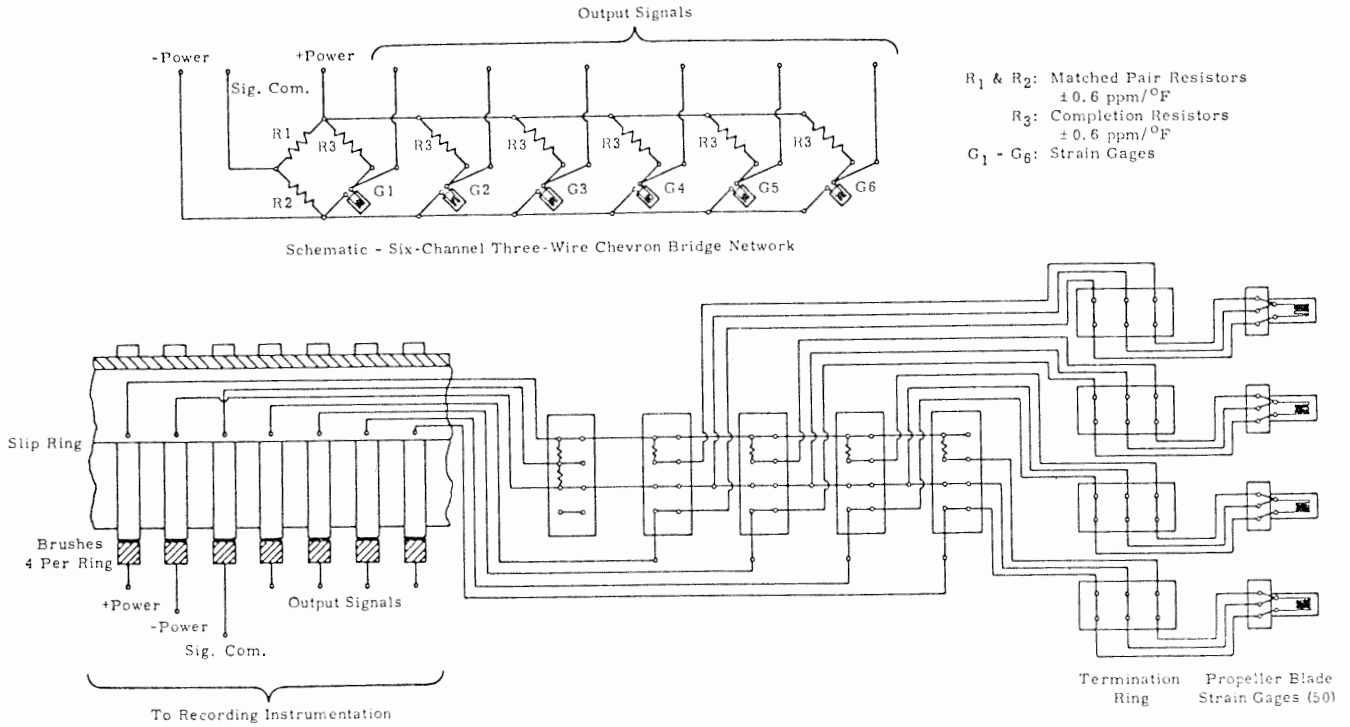 Output Signals
-Power
+Power
Sig. Com.
R1
R3
R3
R3
R3
R3
R3
R2
G1
G2
G3
G4
G5
G6
R1 & R2: Matched Pair Resistors
±0.6 ppm/°F
R3: Completion Resistors
±0.6 ppm/°F
G1 - G6: Strain Gages
Schematic - Six-Channel Three-Wire Chevron Bridge Network
Slip Ring
Brushes
4 Per Ring
+Power
-Power
Sig. Com.
Output Signals
To Recording Instrumentation
Termination
Ring
Propeller Blade
Strain Gages (50)